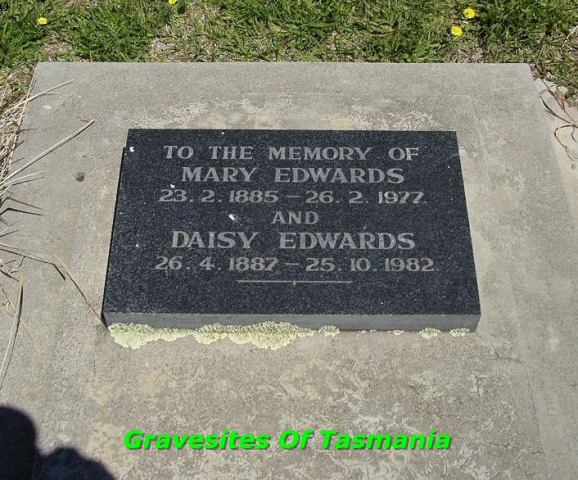 TO THE MEMORY OF
MARY EDWARDS
23. 2. 1885 – 26. 2. 1977.
AND
DAISY EDWARDS
26. 4. 1887 – 25. 10. 1982.
Gravesites Of Tasmania